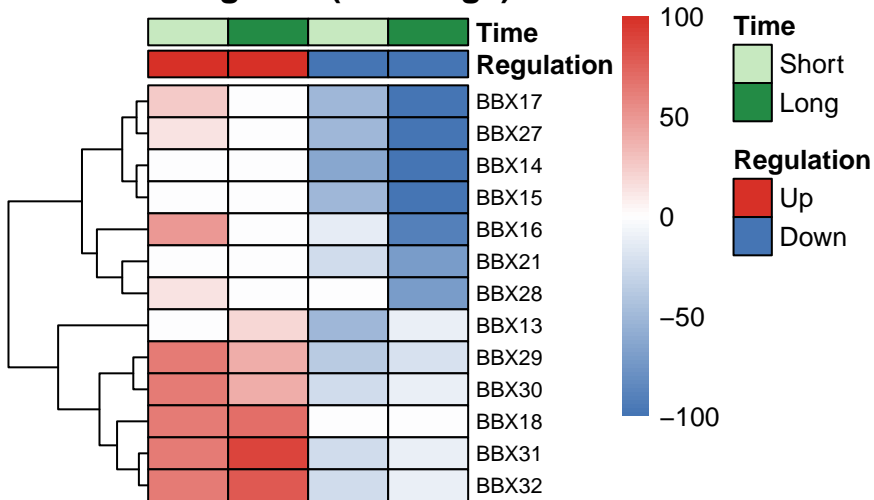 Time
Regulation
BBX17
BBX27
BBX14
BBX15
BBX16
BBX21
BBX28
BBX13
BBX29
BBX30
BBX18
BBX31
BBX32
100
50
0
−50
−100
Time
Short
Long
Regulation
Up
Down